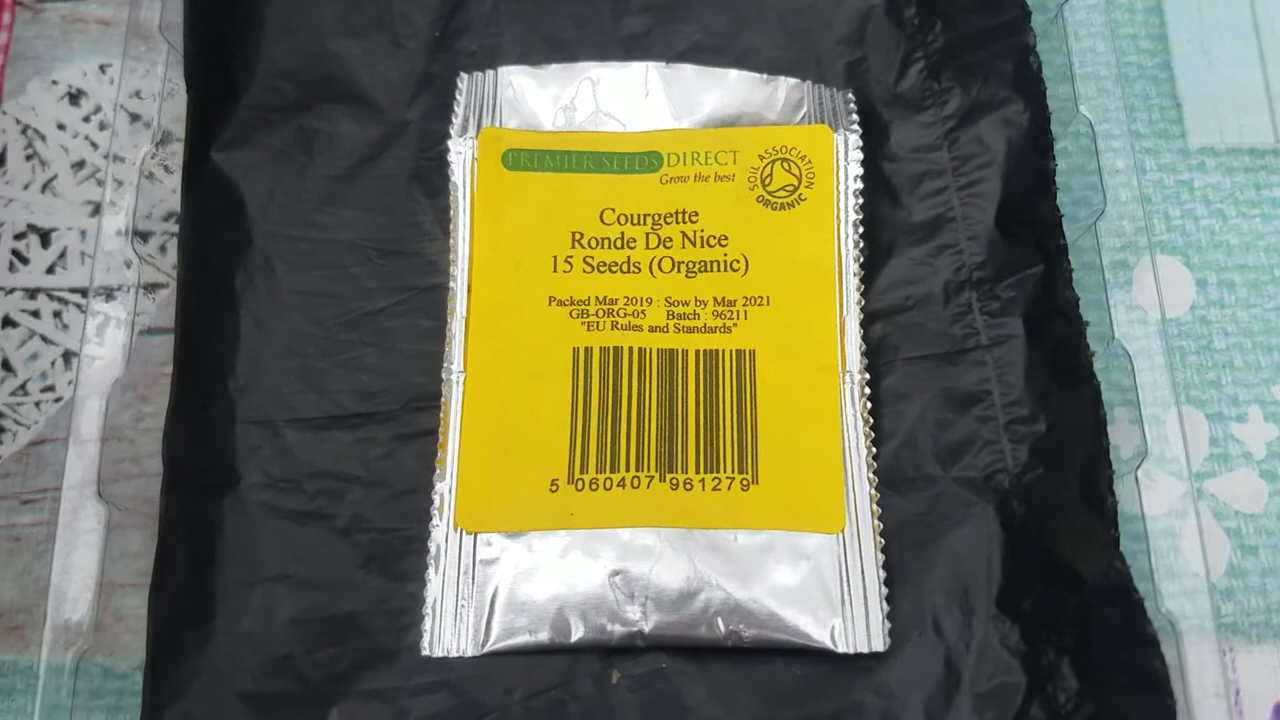 PREMIER SEEDS DIRECT
Grow the best
SOIL ASSOCIATION
ORGANIC
Courgette
Ronde De Nice
15 Seeds (Organic)
Packed Mar 2019 : Sow by Mar 2021
GB-ORG-05 Batch : 96211
"EU Rules and Standards"
5 060407 961279